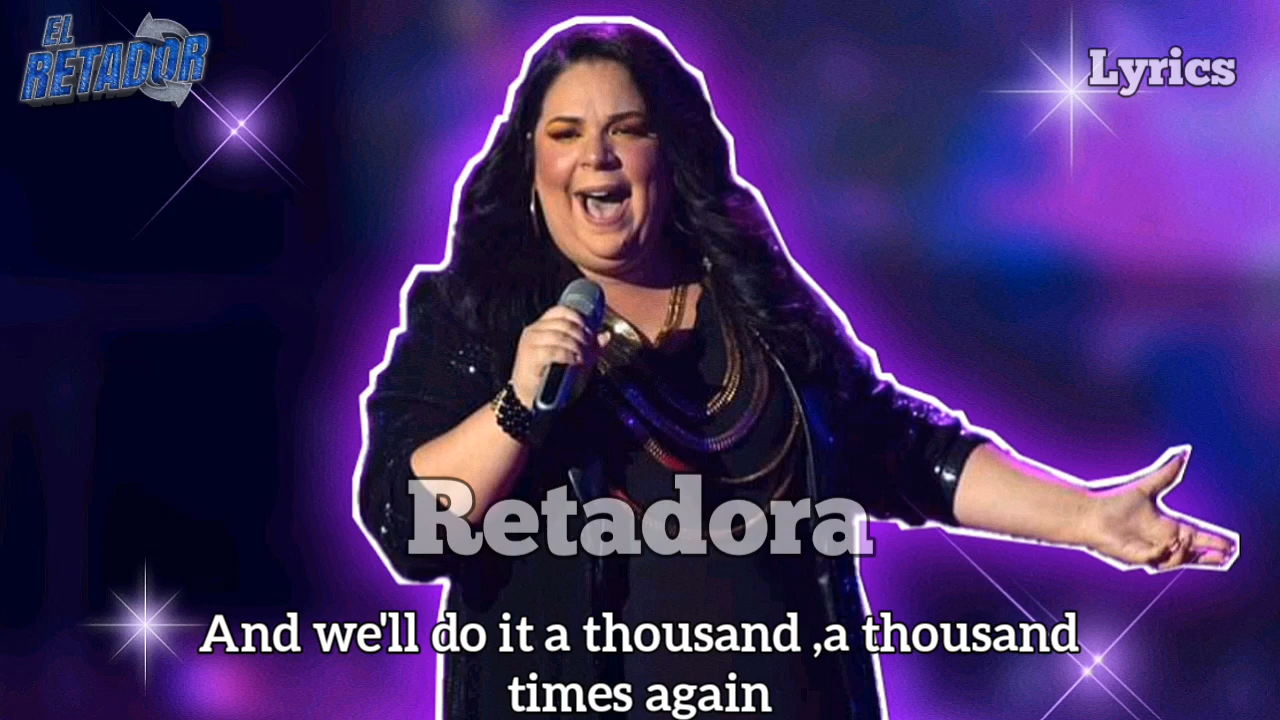 EL
RETADOR
Lyrics
Retadora
And we'll do it a thousand ,a thousand
times again